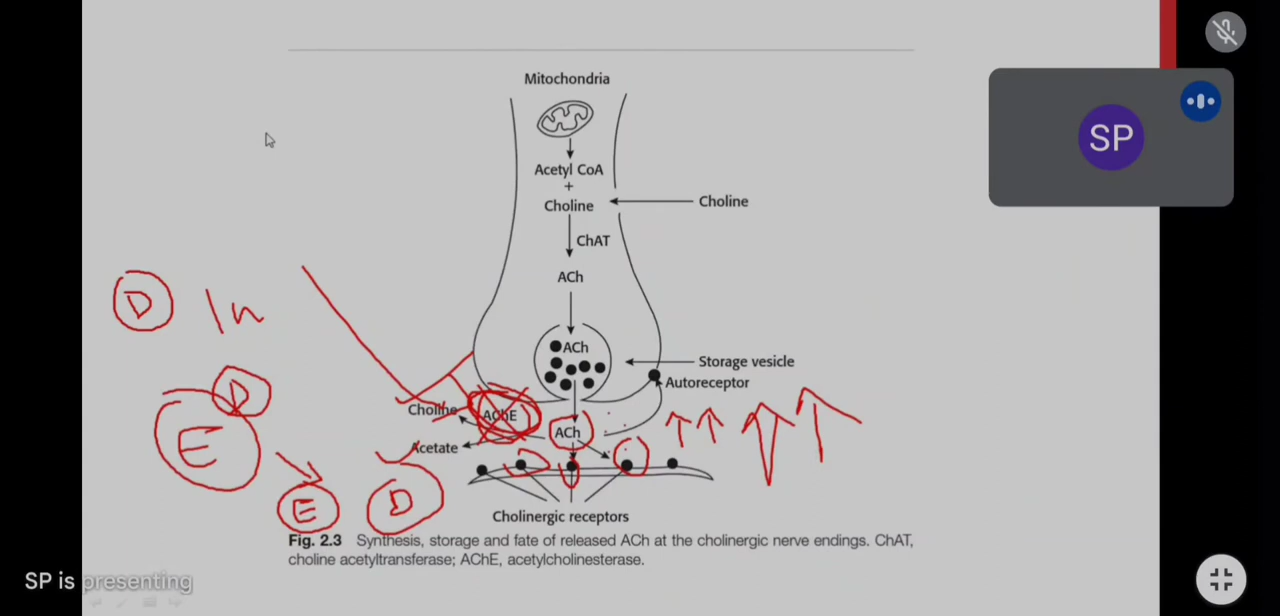 Mitochondria
SP
Acetyl CoA
+
Choline
Choline
ChAT
ACh
D In
ACh
Storage vesicle
Autoreceptor
D
E
Choline
AChE
ACh
Acetate
E
D
Cholinergic receptors
Fig. 2.3 Synthesis, storage and fate of released ACh at the cholinergic nerve endings. ChAT,
choline acetyltransferase; AChE, acetylcholinesterase.
SP is presenting